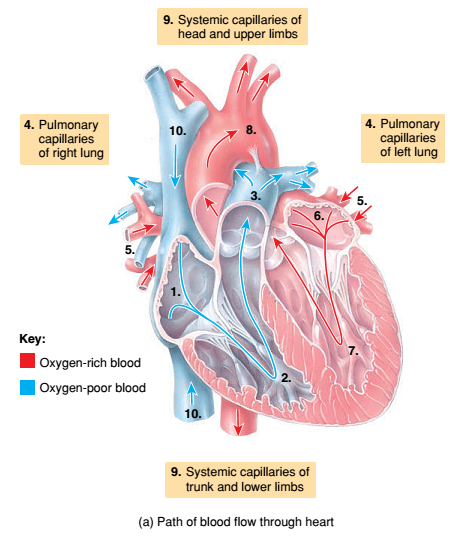 9. Systemic capillaries of
head and upper limbs
4. Pulmonary
capillaries
of right lung
10.
8.
4. Pulmonary
capillaries
of left lung
3.
5.
6.
5.
1.
Key:
Oxygen-rich blood
Oxygen-poor blood
7.
2.
10.
9. Systemic capillaries of
trunk and lower limbs
(a) Path of blood flow through heart